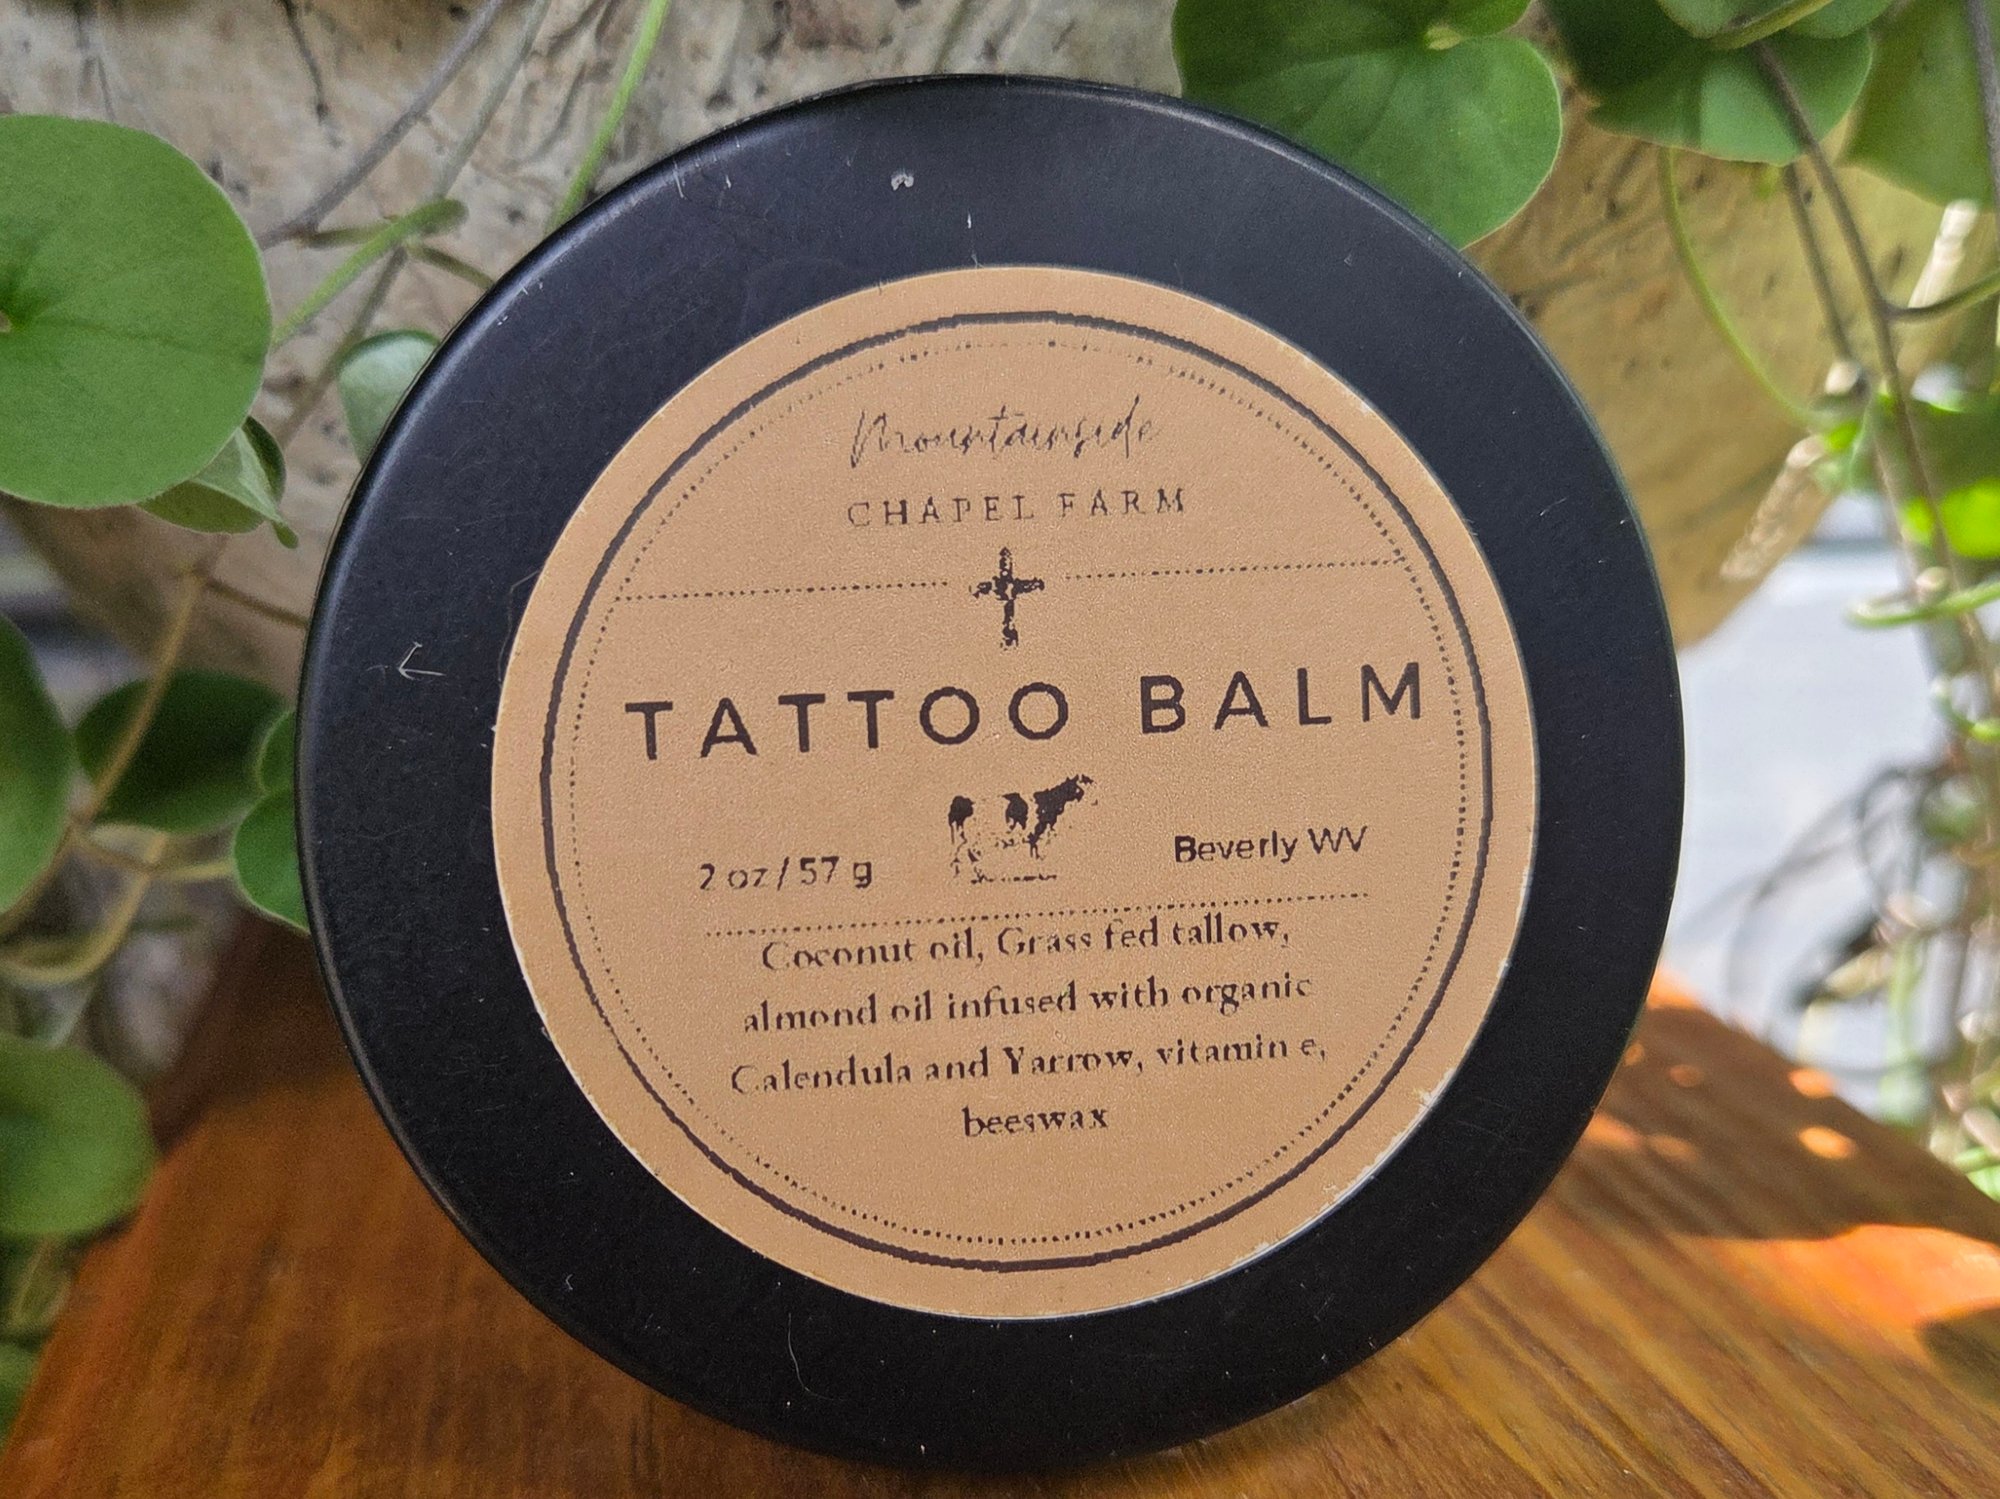 Mountainside
CHAPEL FARM
TATTOO BALM
2 oz / 57 g
Beverly WV
Coconut oil, Grass fed tallow,
almond oil infused with organic
Calendula and Yarrow, vitamin e,
beeswax